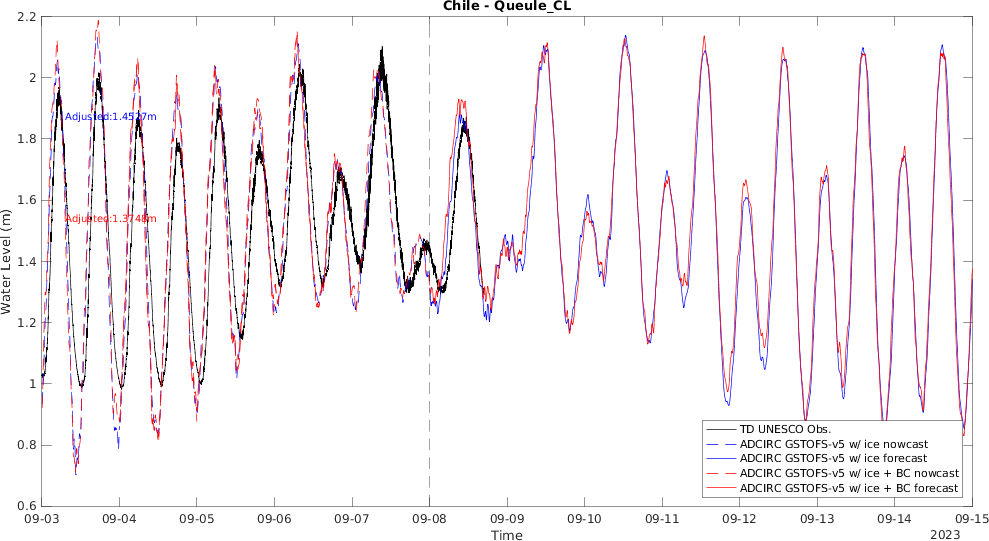 Chile - Queule_CL
2.2
2
1.8
1.6
1.4
1.2
1
0.8
0.6
Water Level (m)
Adjusted:1.4527m
Adjusted:1.3748m
TD UNESCO Obs.
ADCIRC GSTOFS-v5 w/ ice nowcast
ADCIRC GSTOFS-v5 w/ ice forecast
ADCIRC GSTOFS-v5 w/ ice + BC nowcast
ADCIRC GSTOFS-v5 w/ ice + BC forecast
09-03 09-04 09-05 09-06 09-07 09-08 09-09 09-10 09-11 09-12 09-13 09-14 09-15
Time
2023